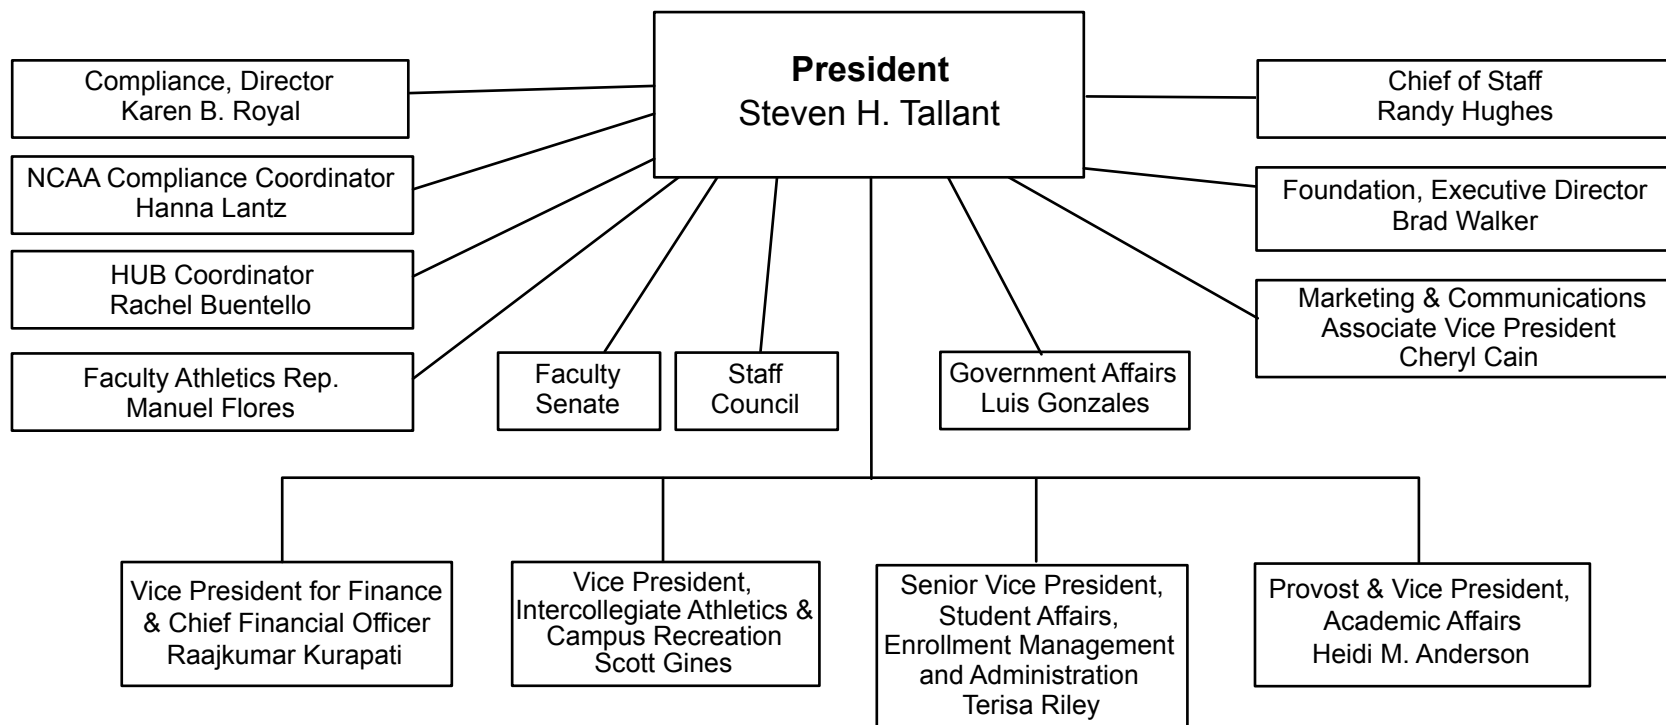 President
Steven H. Tallant
Compliance, Director
Karen B. Royal
Chief of Staff
Randy Hughes
NCAA Compliance Coordinator
Hanna Lantz
Foundation, Executive Director
Brad Walker
HUB Coordinator
Rachel Buentello
Marketing & Communications
Associate Vice President
Cheryl Cain
Faculty Athletics Rep.
Manuel Flores
Faculty
Senate
Staff
Council
Government Affairs
Luis Gonzales
Vice President for Finance
& Chief Financial Officer
Raajkumar Kurapati
Vice President,
Intercollegiate Athletics &
Campus Recreation
Scott Gines
Senior Vice President,
Student Affairs,
Enrollment Management
and Administration
Terisa Riley
Provost & Vice President,
Academic Affairs
Heidi M. Anderson